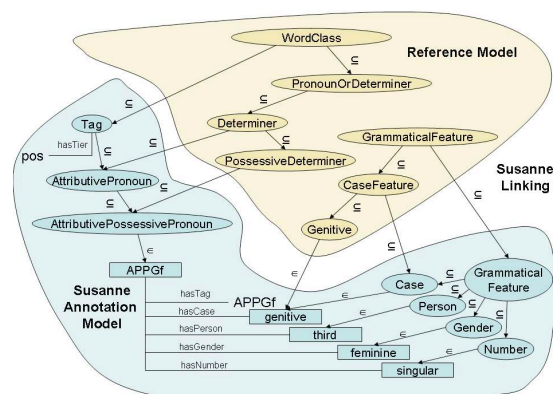 WordClass
Reference Model
⊆
⊆
PronounOrDeterminer
⊆
Tag
Determiner
GrammaticalFeature
hasTier
pos
⊆
⊆
⊆
⊆
PossessiveDeterminer
⊆
Susanne
Linking
AttributivePronoun
⊆
CaseFeature
⊆
⊆
AttributivePossessivePronoun
Genitive
⊆
∈
APPGf
∈
Case
⊆
Grammatical
Feature
Susanne
Annotation
Model
hasTag
APPGf
∈
Person
⊆
hasCase
genitive
∈
⊆
⊆
hasPerson
third
Gender
hasGender
feminine
∈
Number
hasNumber
singular
∈